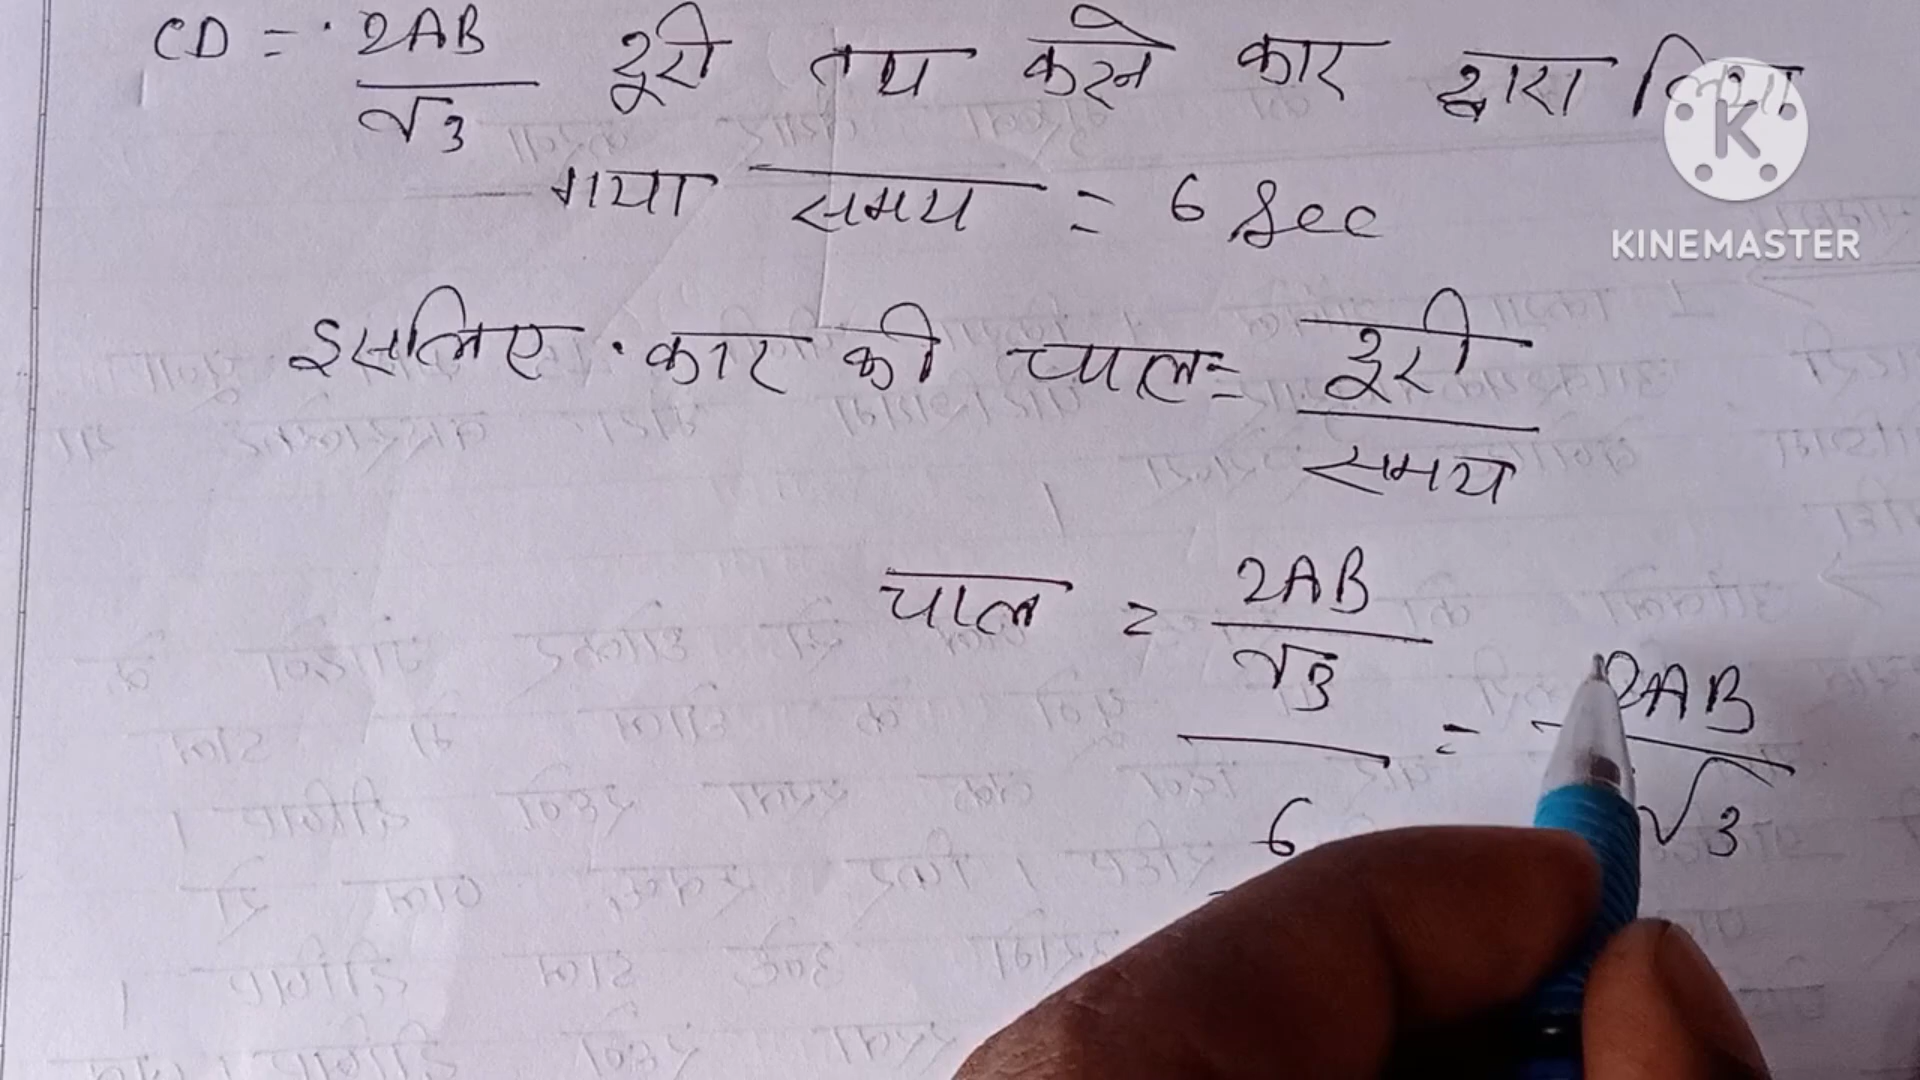 CD = 2AB/√3 दूरी तय करने कार द्वारा
गया समय = 6 Sec
K
KINEMASTER
इसलिए कार की चाल = दूरी/समय
चाल = 2AB/√3
/6 = 2AB/√3